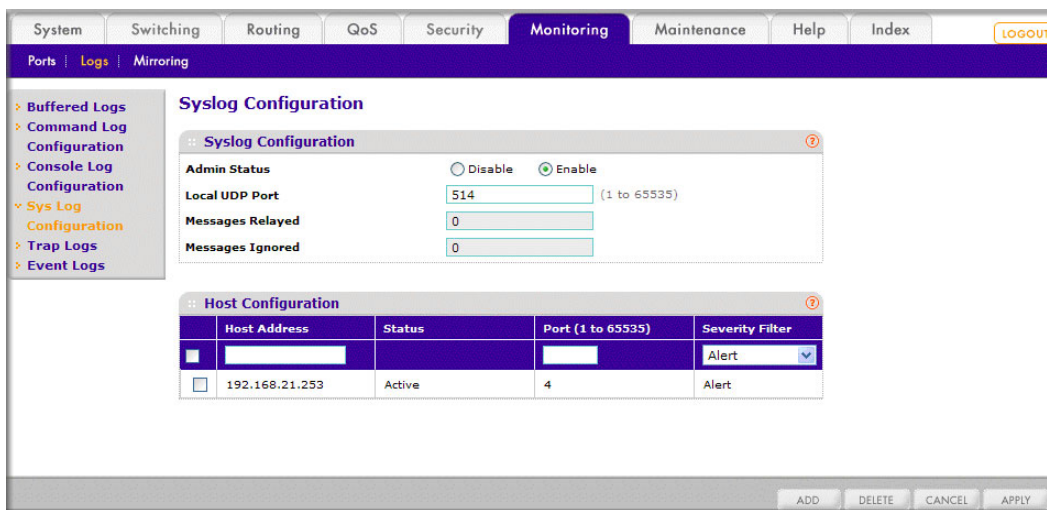 System Switching Routing QoS Security Monitoring Maintenance Help Index LOGOUT
Ports Logs Mirroring
Buffered Logs
Command Log
Configuration
Console Log
Configuration
Sys Log
Configuration
Trap Logs
Event Logs
Syslog Configuration
Syslog Configuration ?
Admin Status Disable Enable
Local UDP Port 514 (1 to 65535)
Messages Relayed 0
Messages Ignored 0
Host Configuration ?
Host Address Status Port (1 to 65535) Severity Filter
Alert
192.168.21.253 Active 4 Alert
ADD DELETE CANCEL APPLY